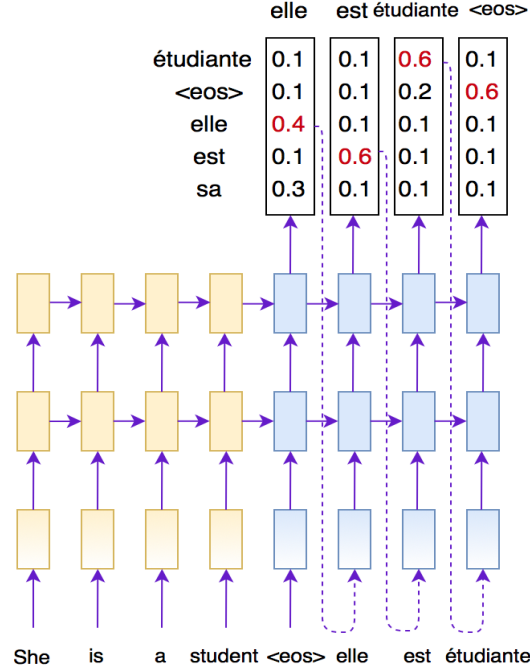 elle est étudiante <eos>
étudiante 0.1 0.1 0.6 0.1
<eos> 0.1 0.1 0.2 0.6
elle 0.4 0.1 0.1 0.1
est 0.1 0.6 0.1 0.1
sa 0.3 0.1 0.1 0.1
She is a student <eos> elle est étudiante